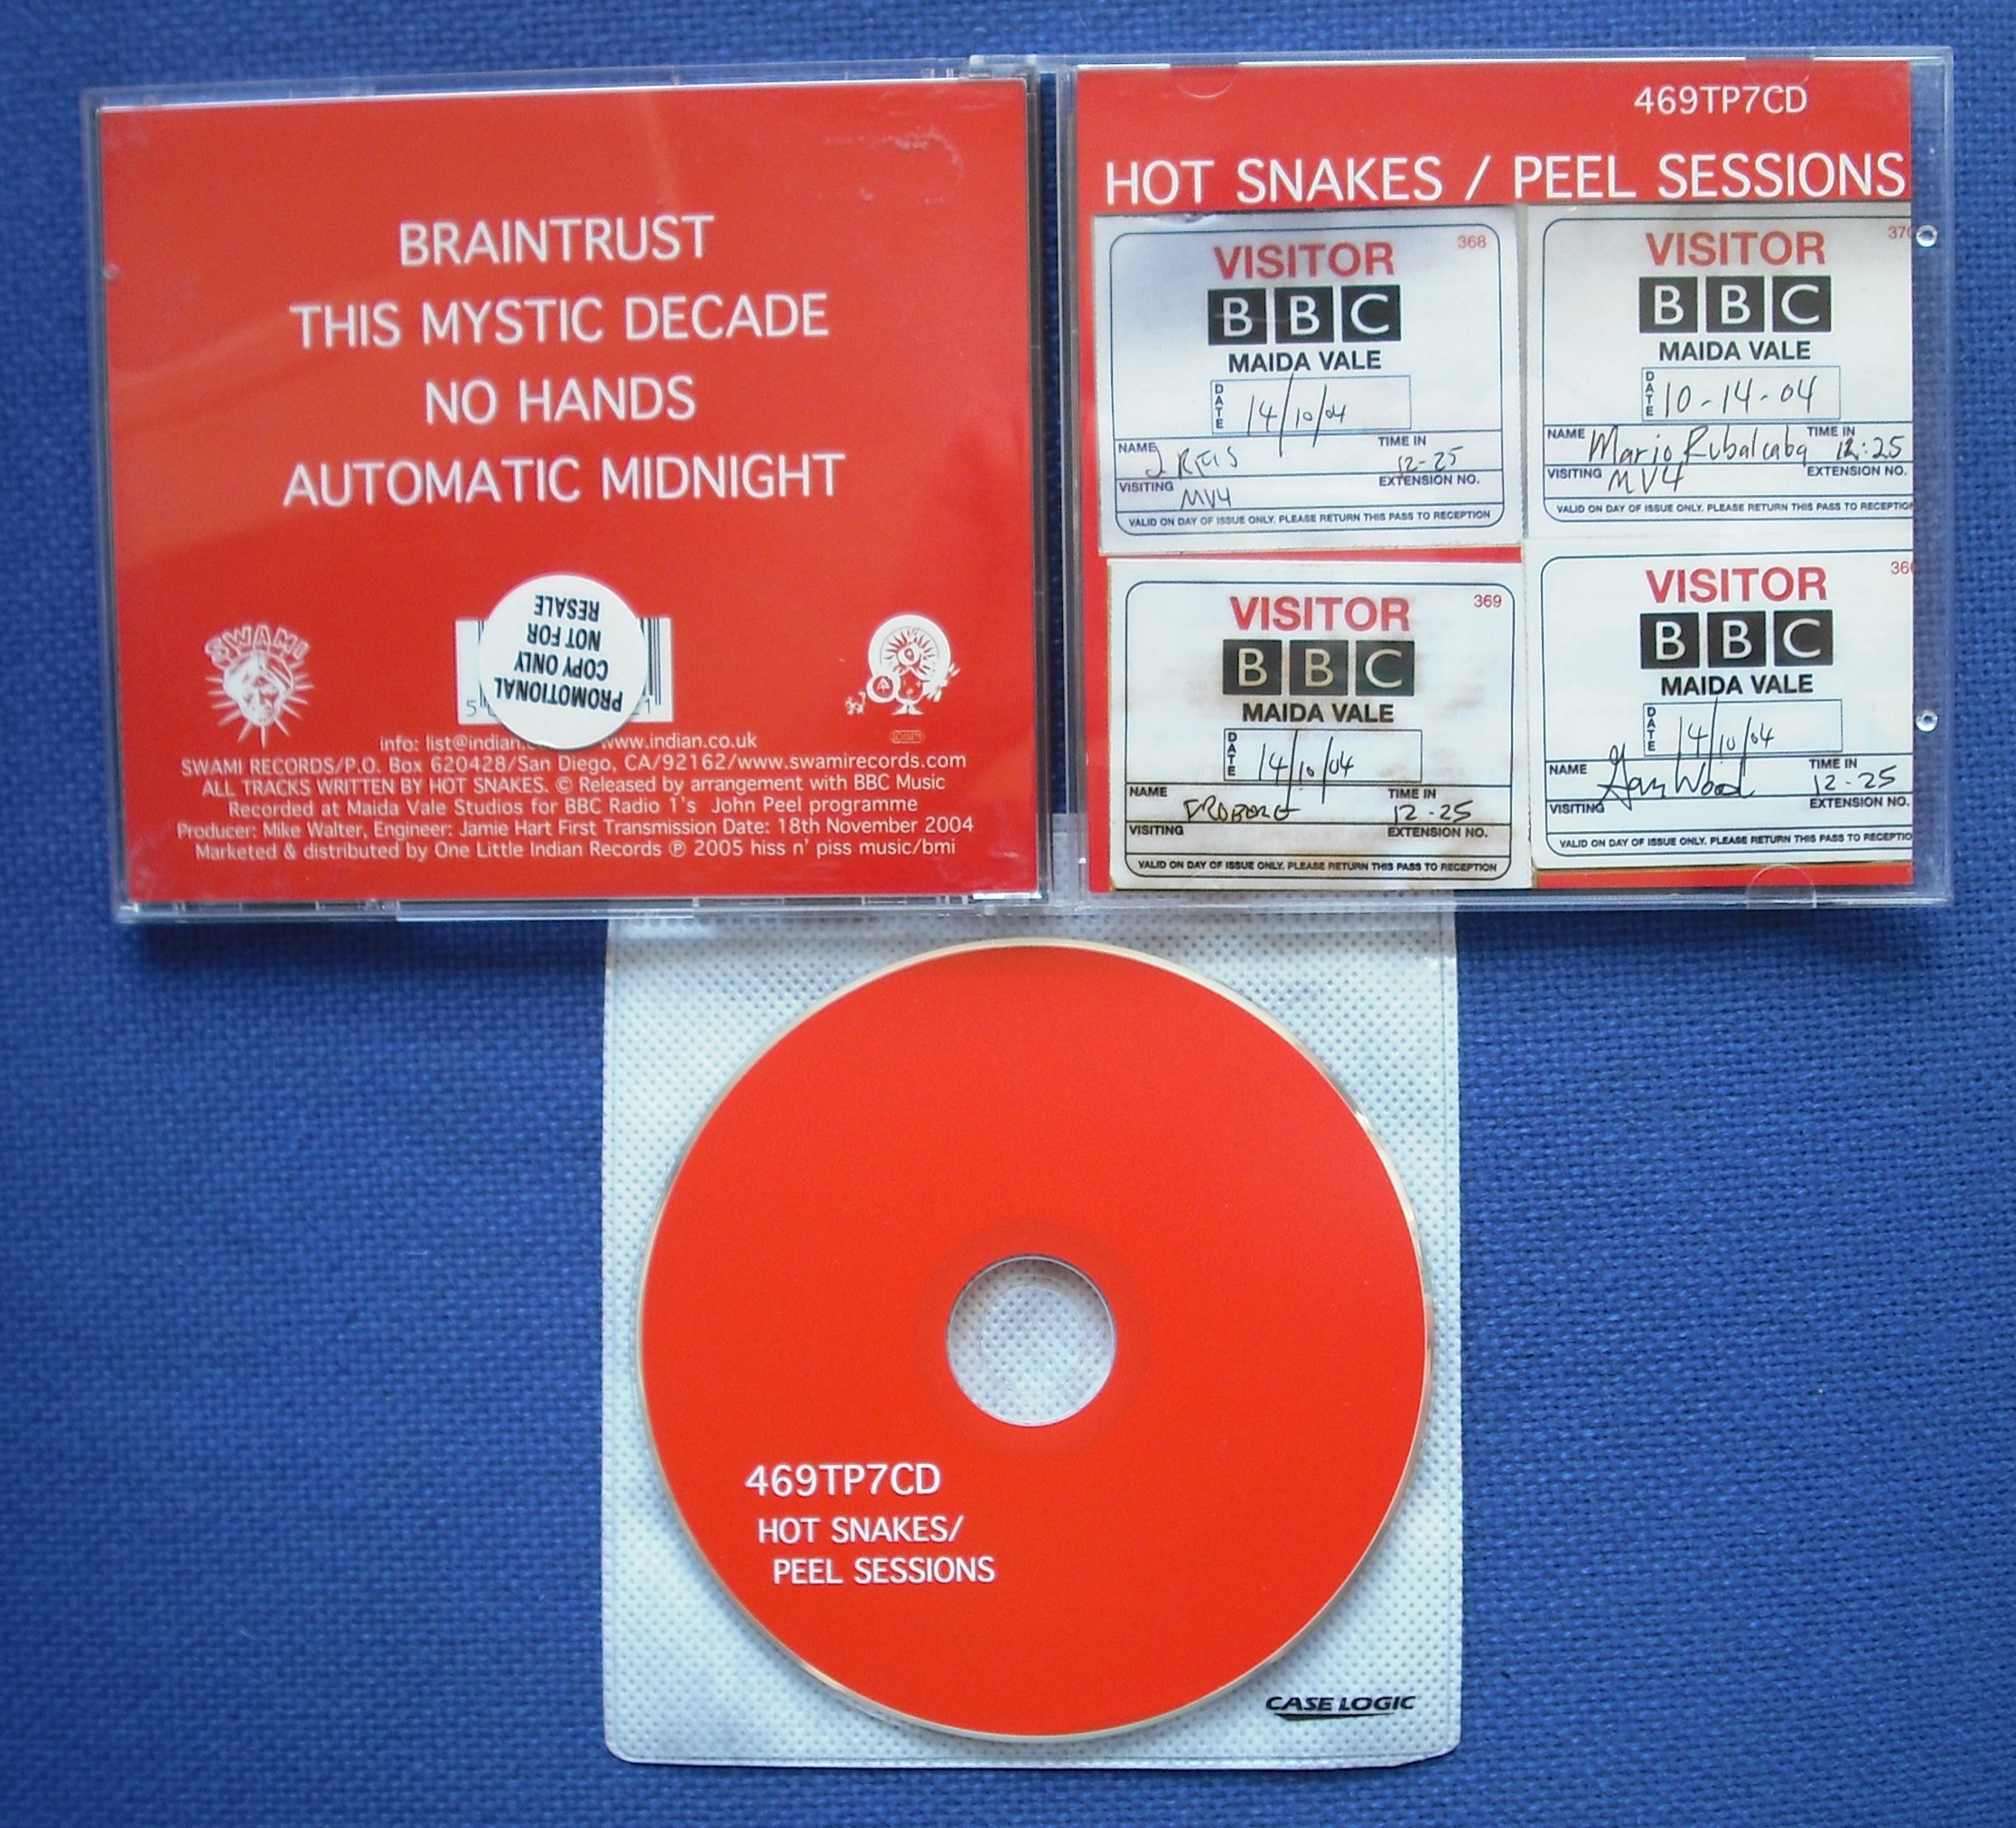 BRAINTRUST
THIS MYSTIC DECADE
NO HANDS
AUTOMATIC MIDNIGHT
SWAMI
PROMOTIONAL
COPY ONLY
NOT FOR
RESALE
5
21
info: list@indian. www.indian.co.uk
SWAMI RECORDS/P.O. Box 620428/San Diego, CA/92162/www.swamirecords.com
ALL TRACKS WRITTEN BY HOT SNAKES. © Released by arrangement with BBC Music
Recorded at Maida Vale Studios for BBC Radio 1's John Peel programme
Producer: Mike Walter, Engineer: Jamie Hart First Transmission Date: 18th November 2004
Marketed & distributed by One Little Indian Records ℗ 2005 hiss n' piss music/bmi
469TP7CD
HOT SNAKES / PEEL SESSIONS
368
VISITOR
BBC
MAIDA VALE
DATE 14/10/04
NAME J REIS TIME IN 12-25
VISITING MV4 EXTENSION NO.
VALID ON DAY OF ISSUE ONLY. PLEASE RETURN THIS PASS TO RECEPTION
370
VISITOR
BBC
MAIDA VALE
DATE 10-14-04
NAME Mario Rubalcaba TIME IN 12:25
VISITING MV4 EXTENSION NO.
VALID ON DAY OF ISSUE ONLY. PLEASE RETURN THIS PASS TO RECEPTIO
369
VISITOR
BBC
MAIDA VALE
DATE 14/10/04
NAME FROBERG TIME IN 12-25
VISITING EXTENSION NO.
VALID ON DAY OF ISSUE ONLY. PLEASE RETURN THIS PASS TO RECEPTION
36
VISITOR
BBC
MAIDA VALE
DATE 14/10/04
NAME Gar Wood TIME IN 12-25
VISITING EXTENSION NO.
VALID ON DAY OF ISSUE ONLY. PLEASE RETURN THIS PASS TO RECEPTIO
469TP7CD
HOT SNAKES/
PEEL SESSIONS
CASE LOGIC